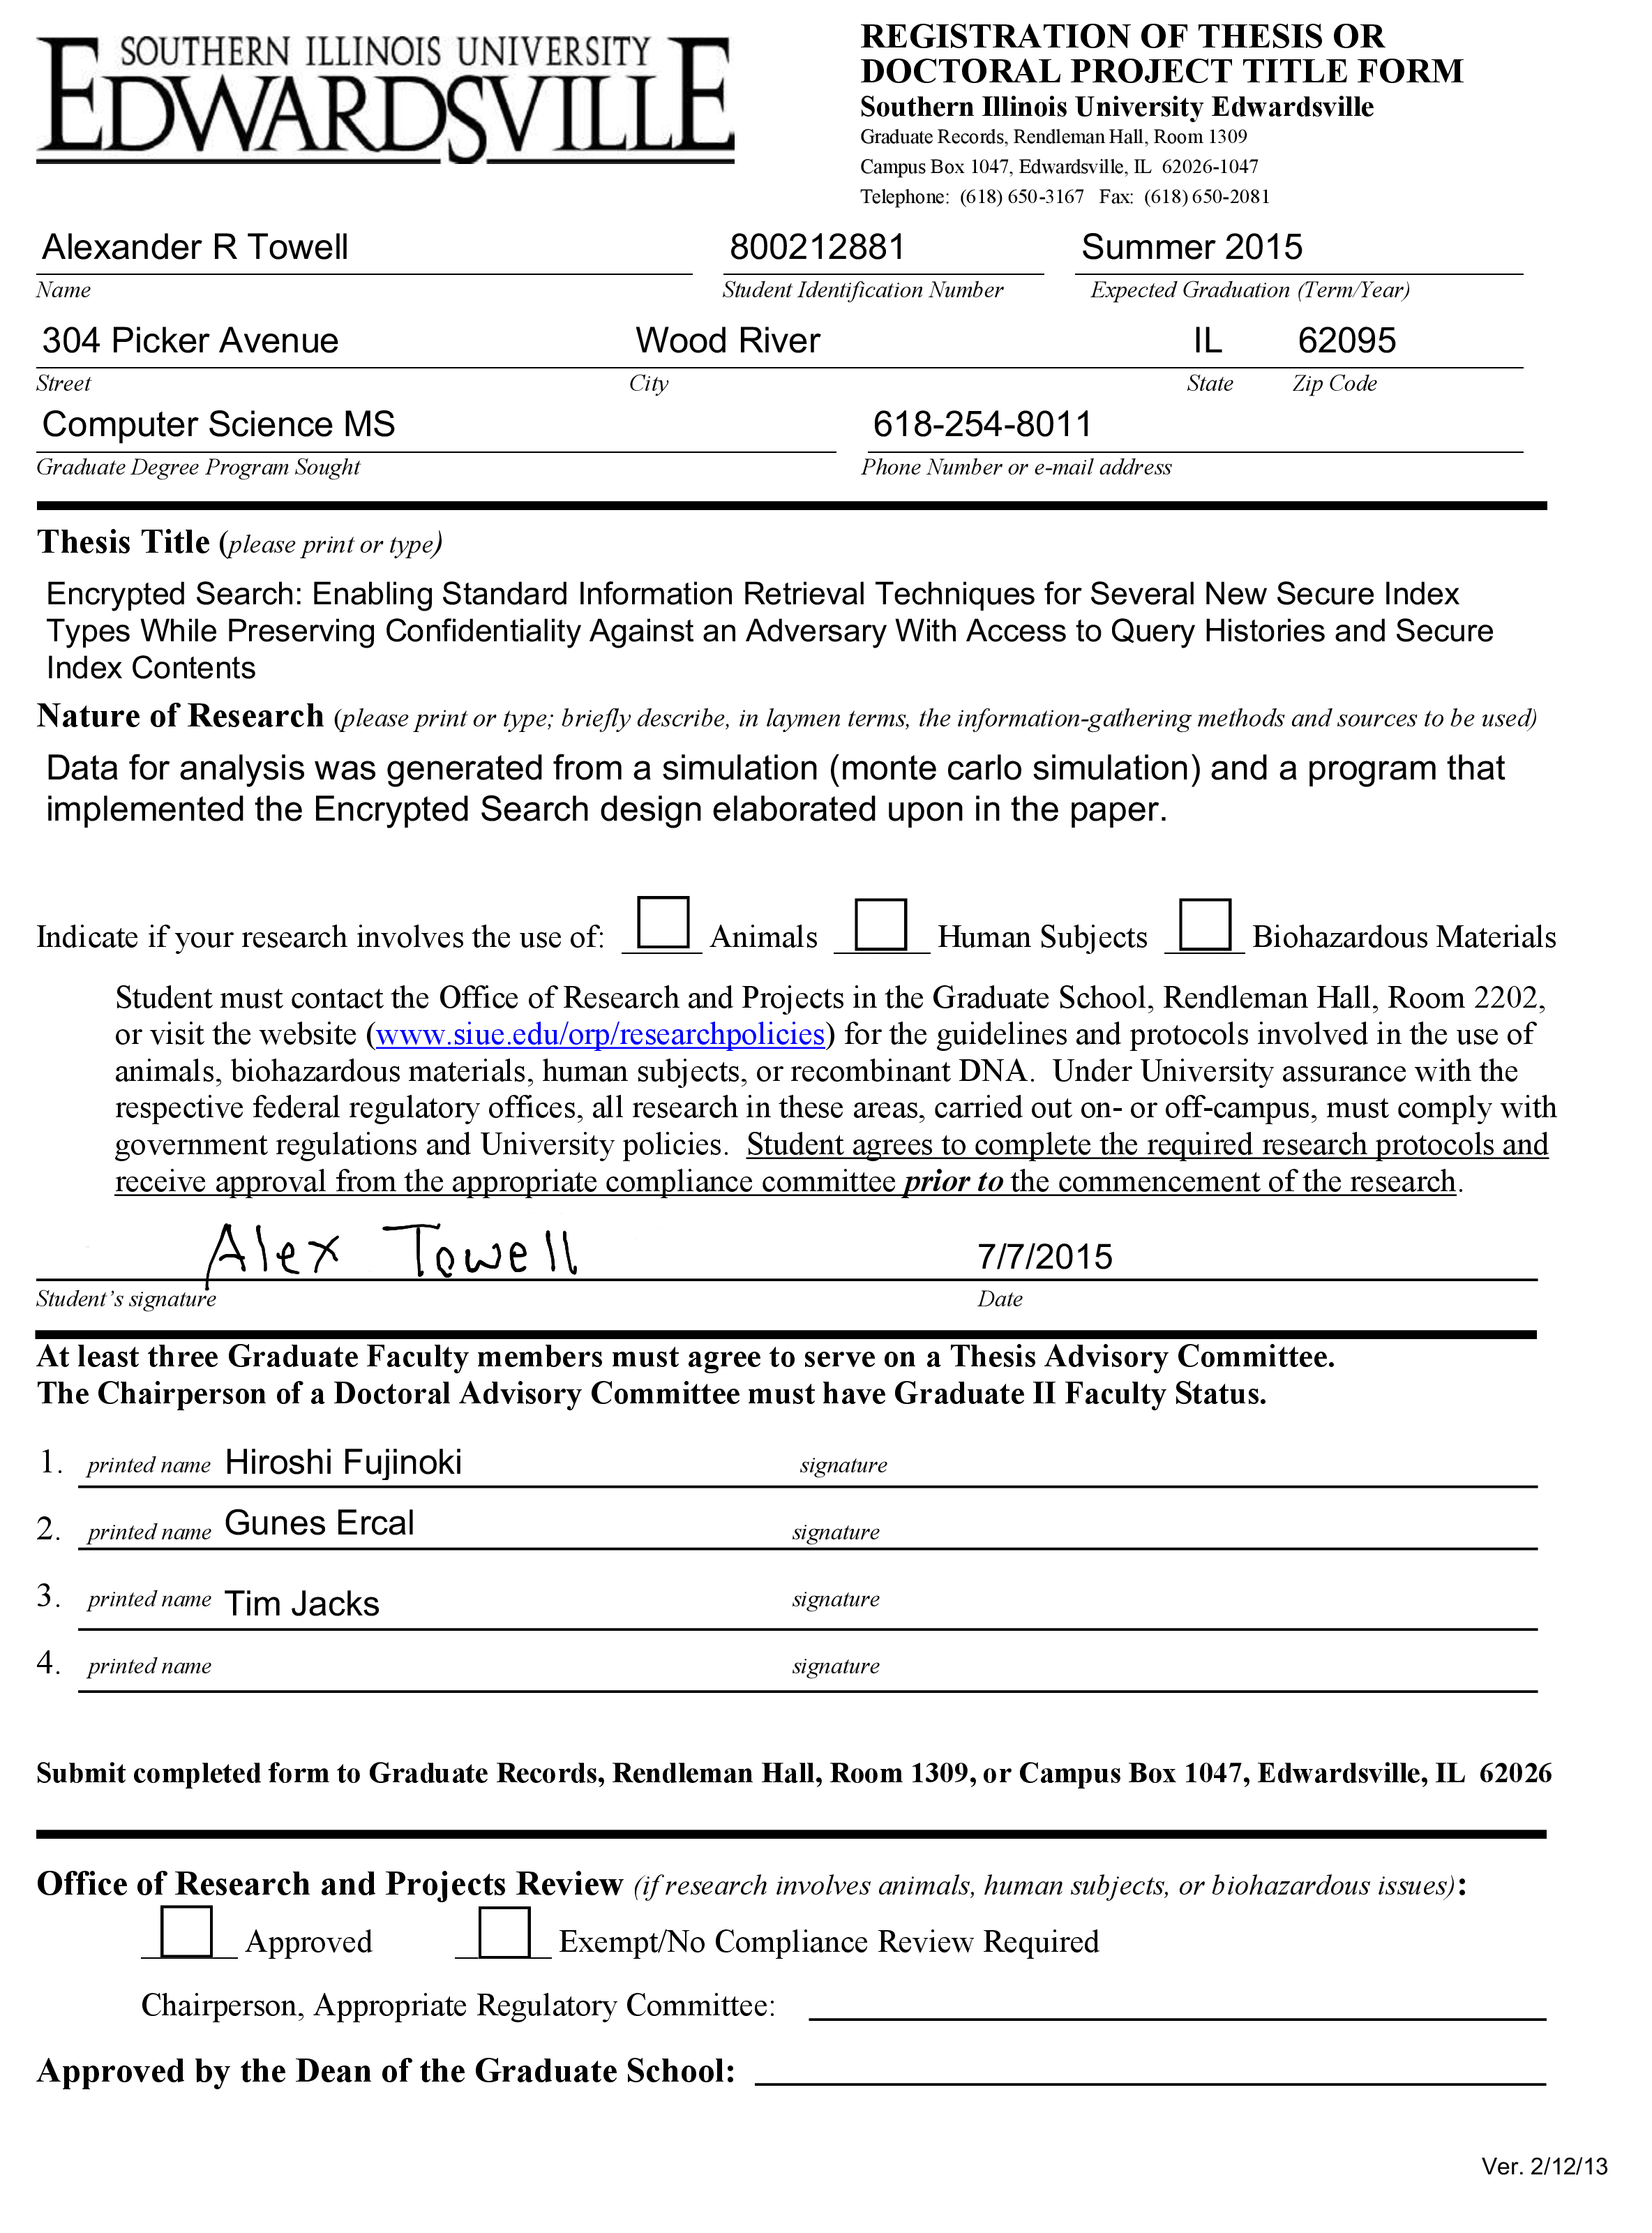 SOUTHERN ILLINOIS UNIVERSITY
EDWARDSVILLE
REGISTRATION OF THESIS OR
DOCTORAL PROJECT TITLE FORM
Southern Illinois University Edwardsville
Graduate Records, Rendleman Hall, Room 1309
Campus Box 1047, Edwardsville, IL 62026-1047
Telephone: (618) 650-3167 Fax: (618) 650-2081
Alexander R Towell 800212881 Summer 2015
Name Student Identification Number Expected Graduation (Term/Year)
304 Picker Avenue Wood River IL 62095
Street City State Zip Code
Computer Science MS 618-254-8011
Graduate Degree Program Sought Phone Number or e-mail address
Thesis Title (please print or type)
Encrypted Search: Enabling Standard Information Retrieval Techniques for Several New Secure Index
Types While Preserving Confidentiality Against an Adversary With Access to Query Histories and Secure
Index Contents
Nature of Research (please print or type; briefly describe, in laymen terms, the information-gathering methods and sources to be used)
Data for analysis was generated from a simulation (monte carlo simulation) and a program that
implemented the Encrypted Search design elaborated upon in the paper.
Indicate if your research involves the use of: Animals Human Subjects Biohazardous Materials
Student must contact the Office of Research and Projects in the Graduate School, Rendleman Hall, Room 2202,
or visit the website (www.siue.edu/orp/researchpolicies) for the guidelines and protocols involved in the use of
animals, biohazardous materials, human subjects, or recombinant DNA. Under University assurance with the
respective federal regulatory offices, all research in these areas, carried out on- or off-campus, must comply with
government regulations and University policies. Student agrees to complete the required research protocols and
receive approval from the appropriate compliance committee prior to the commencement of the research.
Alex Towell 7/7/2015
Student's signature Date
At least three Graduate Faculty members must agree to serve on a Thesis Advisory Committee.
The Chairperson of a Doctoral Advisory Committee must have Graduate II Faculty Status.
1. printed name Hiroshi Fujinoki signature
2. printed name Gunes Ercal signature
3. printed name Tim Jacks signature
4. printed name signature
Submit completed form to Graduate Records, Rendleman Hall, Room 1309, or Campus Box 1047, Edwardsville, IL 62026
Office of Research and Projects Review (if research involves animals, human subjects, or biohazardous issues):
Approved Exempt/No Compliance Review Required
Chairperson, Appropriate Regulatory Committee:
Approved by the Dean of the Graduate School:
Ver. 2/12/13